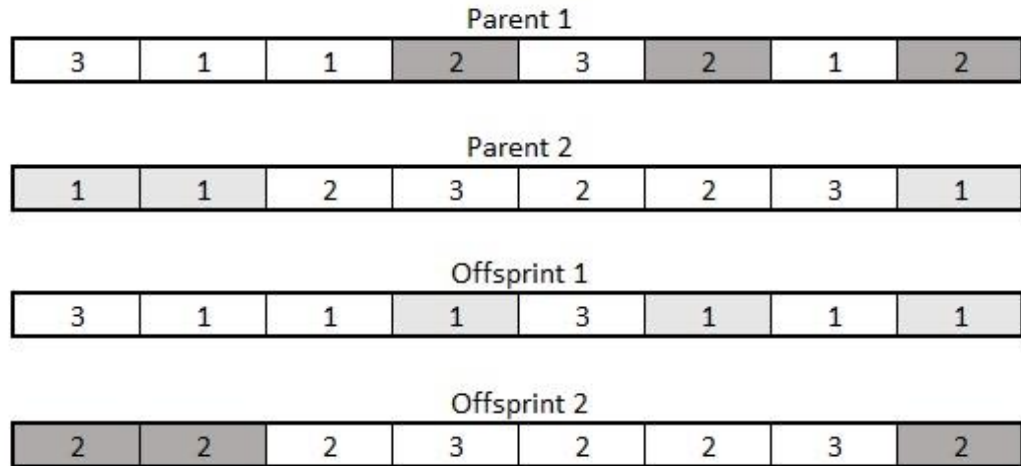 Parent 1
3 1 1 2 3 2 1 2
Parent 2
1 1 2 3 2 2 3 1
Offsprint 1
3 1 1 1 3 1 1 1
Offsprint 2
2 2 2 3 2 2 3 2